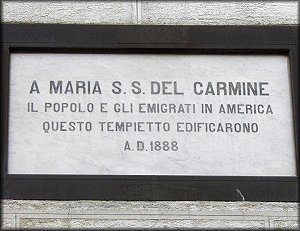 A MARIA S.S. DEL CARMINE
IL POPOLO E GLI EMIGRATI IN AMERICA
QUESTO TEMPIETTO EDIFICARONO
A.D.1888